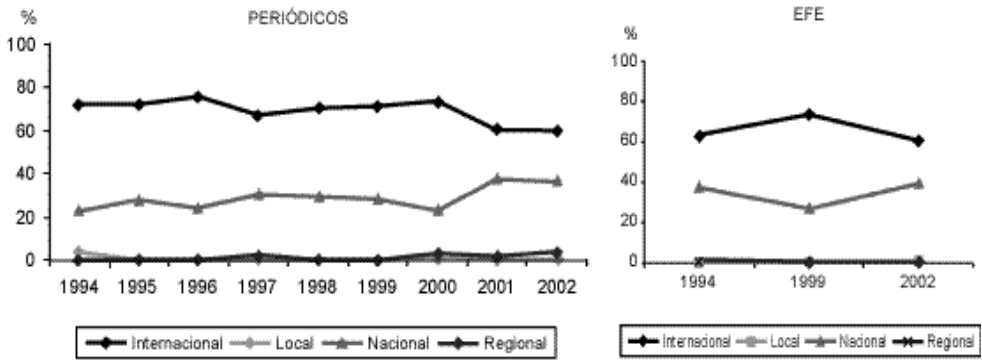 % PERIÓDICOS
100
80
60
40
20
0
1994 1995 1996 1997 1998 1999 2000 2001 2002
Internacional Local Nacional Regional
EFE
%
100
80
60
40
20
0
1994 1999 2002
Internacional Local Nacional Regional